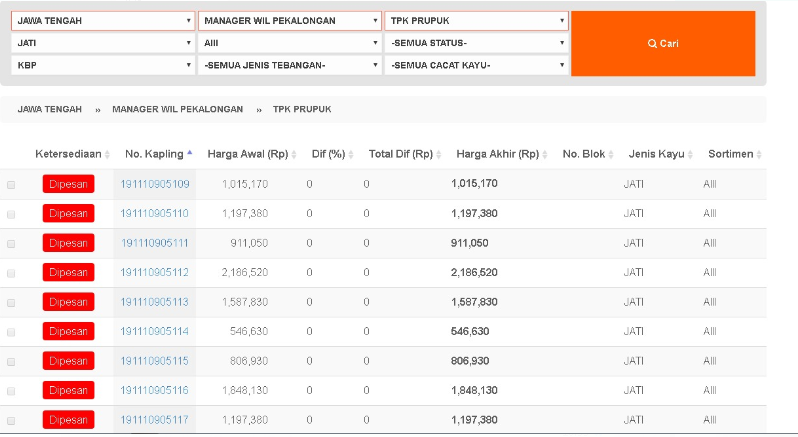 JAWA TENGAH MANAGER WIL PEKALONGAN TPK PRUPUK
JATI AIII -SEMUA STATUS- Cari
KBP -SEMUA JENIS TEBANGAN- -SEMUA CACAT KAYU-
JAWA TENGAH » MANAGER WIL PEKALONGAN » TPK PRUPUK
Ketersediaan No. Kapling Harga Awal (Rp) Dif (%) Total Dif (Rp) Harga Akhir (Rp) No. Blok Jenis Kayu Sortimen
Dipesan 191110905109 1,015,170 0 0 1,015,170 JATI AIII
Dipesan 191110905110 1,197,380 0 0 1,197,380 JATI AIII
Dipesan 191110905111 911,050 0 0 911,050 JATI AIII
Dipesan 191110905112 2,186,520 0 0 2,186,520 JATI AIII
Dipesan 191110905113 1,587,830 0 0 1,587,830 JATI AIII
Dipesan 191110905114 546,630 0 0 546,630 JATI AIII
Dipesan 191110905115 806,930 0 0 806,930 JATI AIII
Dipesan 191110905116 1,848,130 0 0 1,848,130 JATI AIII
Dipesan 191110905117 1,197,380 0 0 1,197,380 JATI AIII